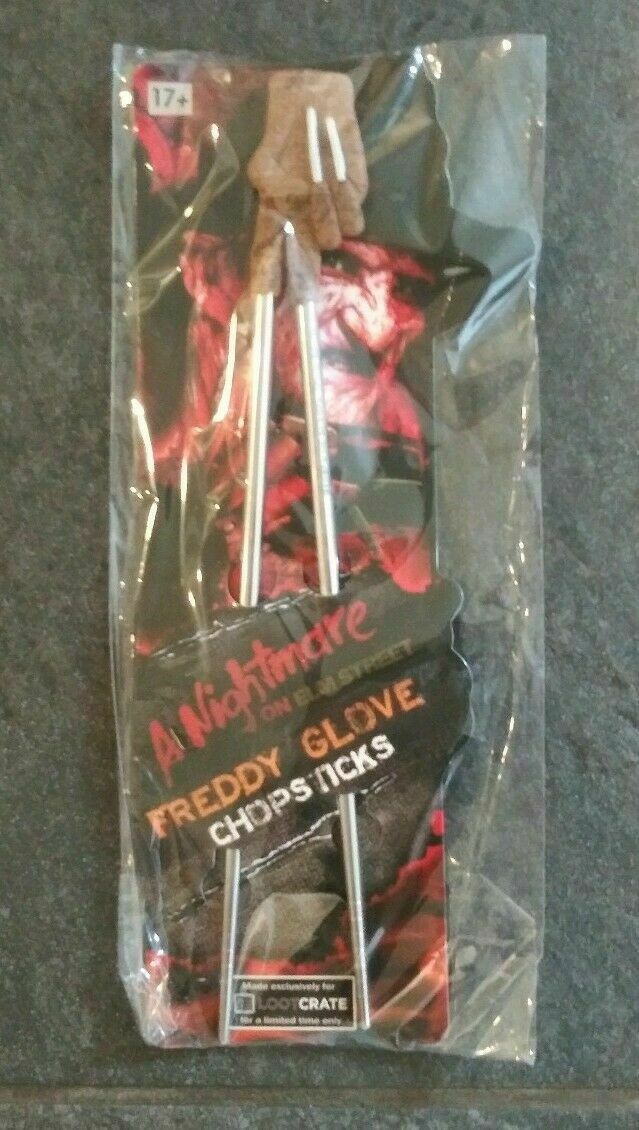 17+
A Nightmare
ON ELM STREET
FREDDY GLOVE
CHOPSTICKS
Made exclusively for
LOOTCRATE
for a limited time only